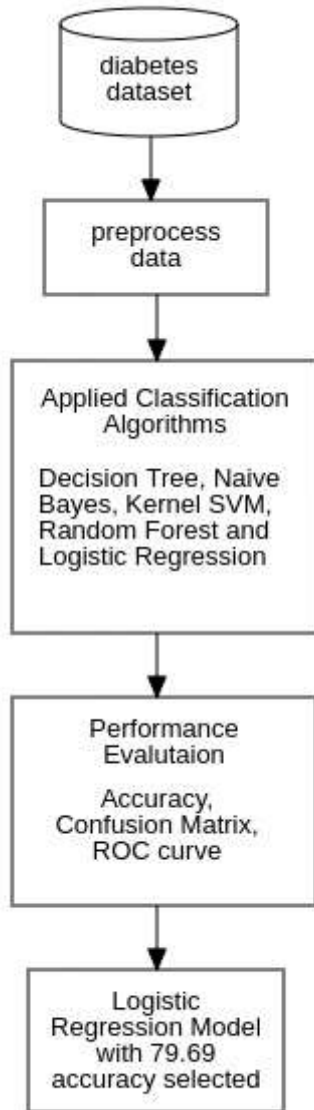 diabetes
dataset
preprocess
data
Applied Classification
Algorithms
Decision Tree, Naive
Bayes, Kernel SVM,
Random Forest and
Logistic Regression
Performance
Evalutaion
Accuracy,
Confusion Matrix,
ROC curve
Logistic
Regression Model
with 79.69
accuracy selected